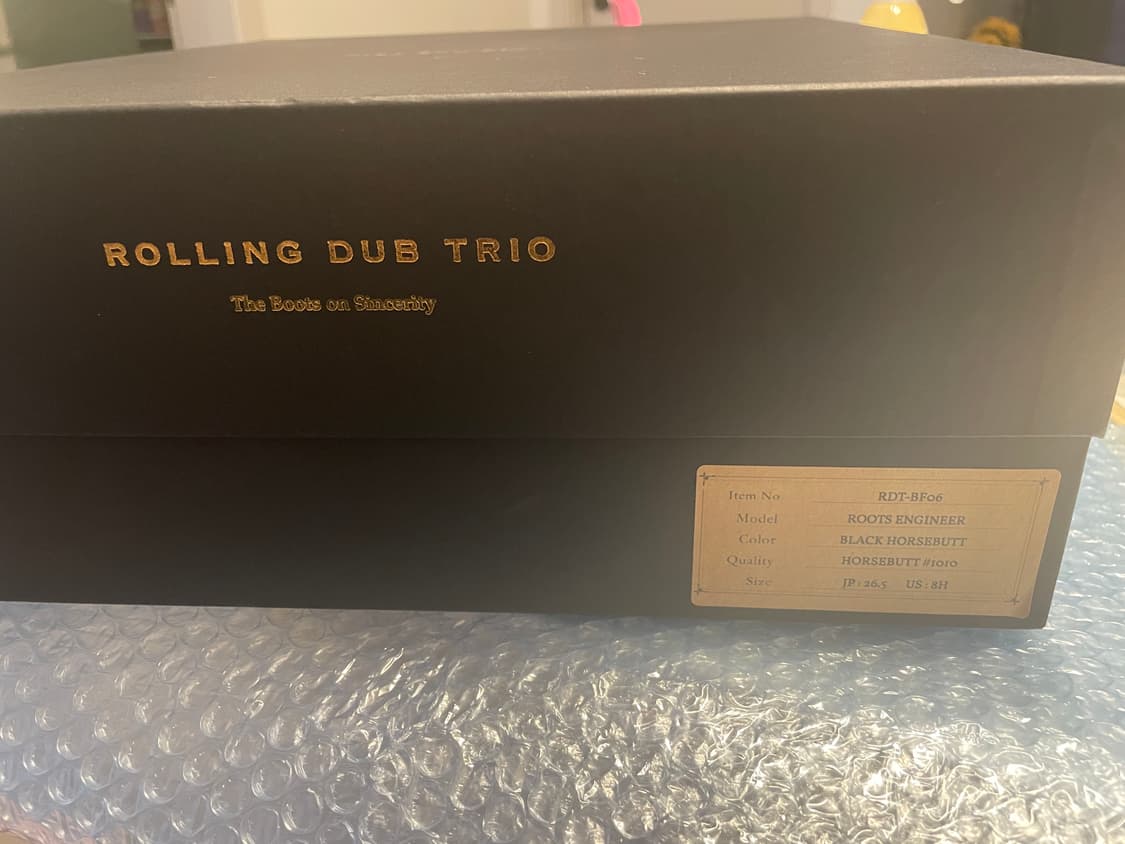 ROLLING DUB TRIO
The Boots on Sincerity
Item No RDT-BF06
Model ROOTS ENGINEER
Color BLACK HORSEBUTT
Quality HORSEBUTT #1010
Size JP : 26.5 US : 8H